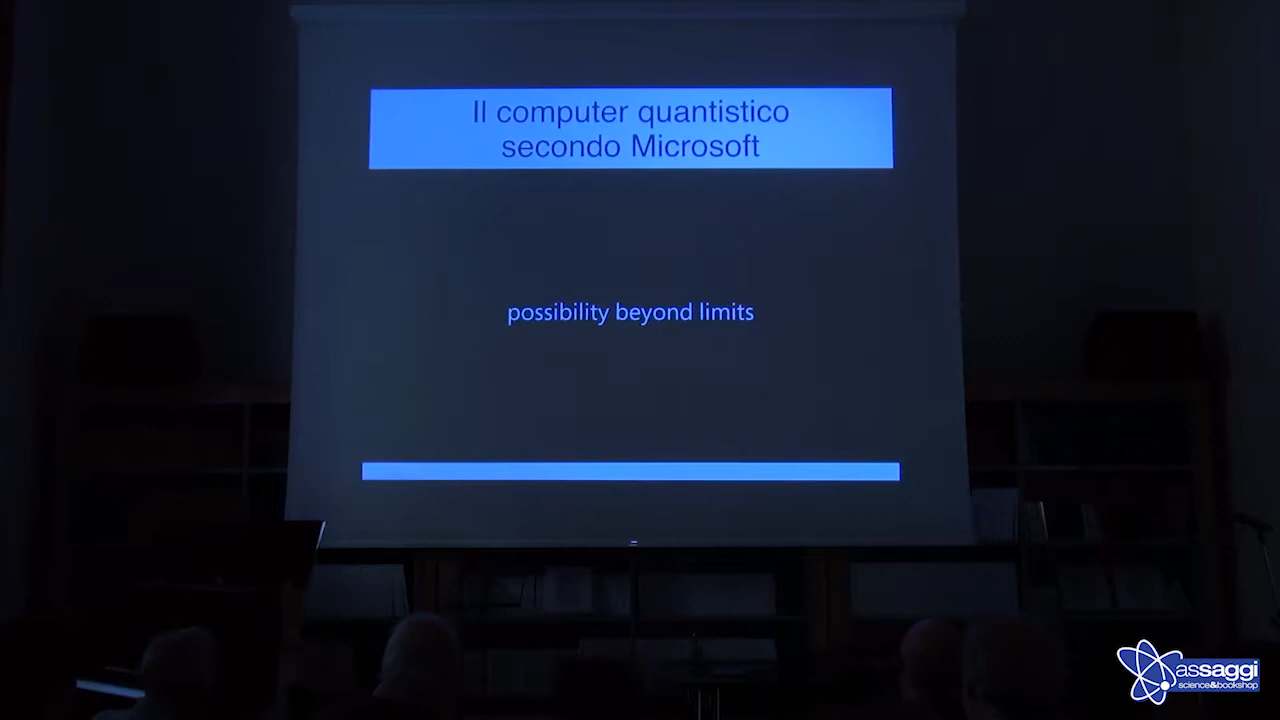 Il computer quantistico
secondo Microsoft
possibility beyond limits
assaggi
science&bookshop